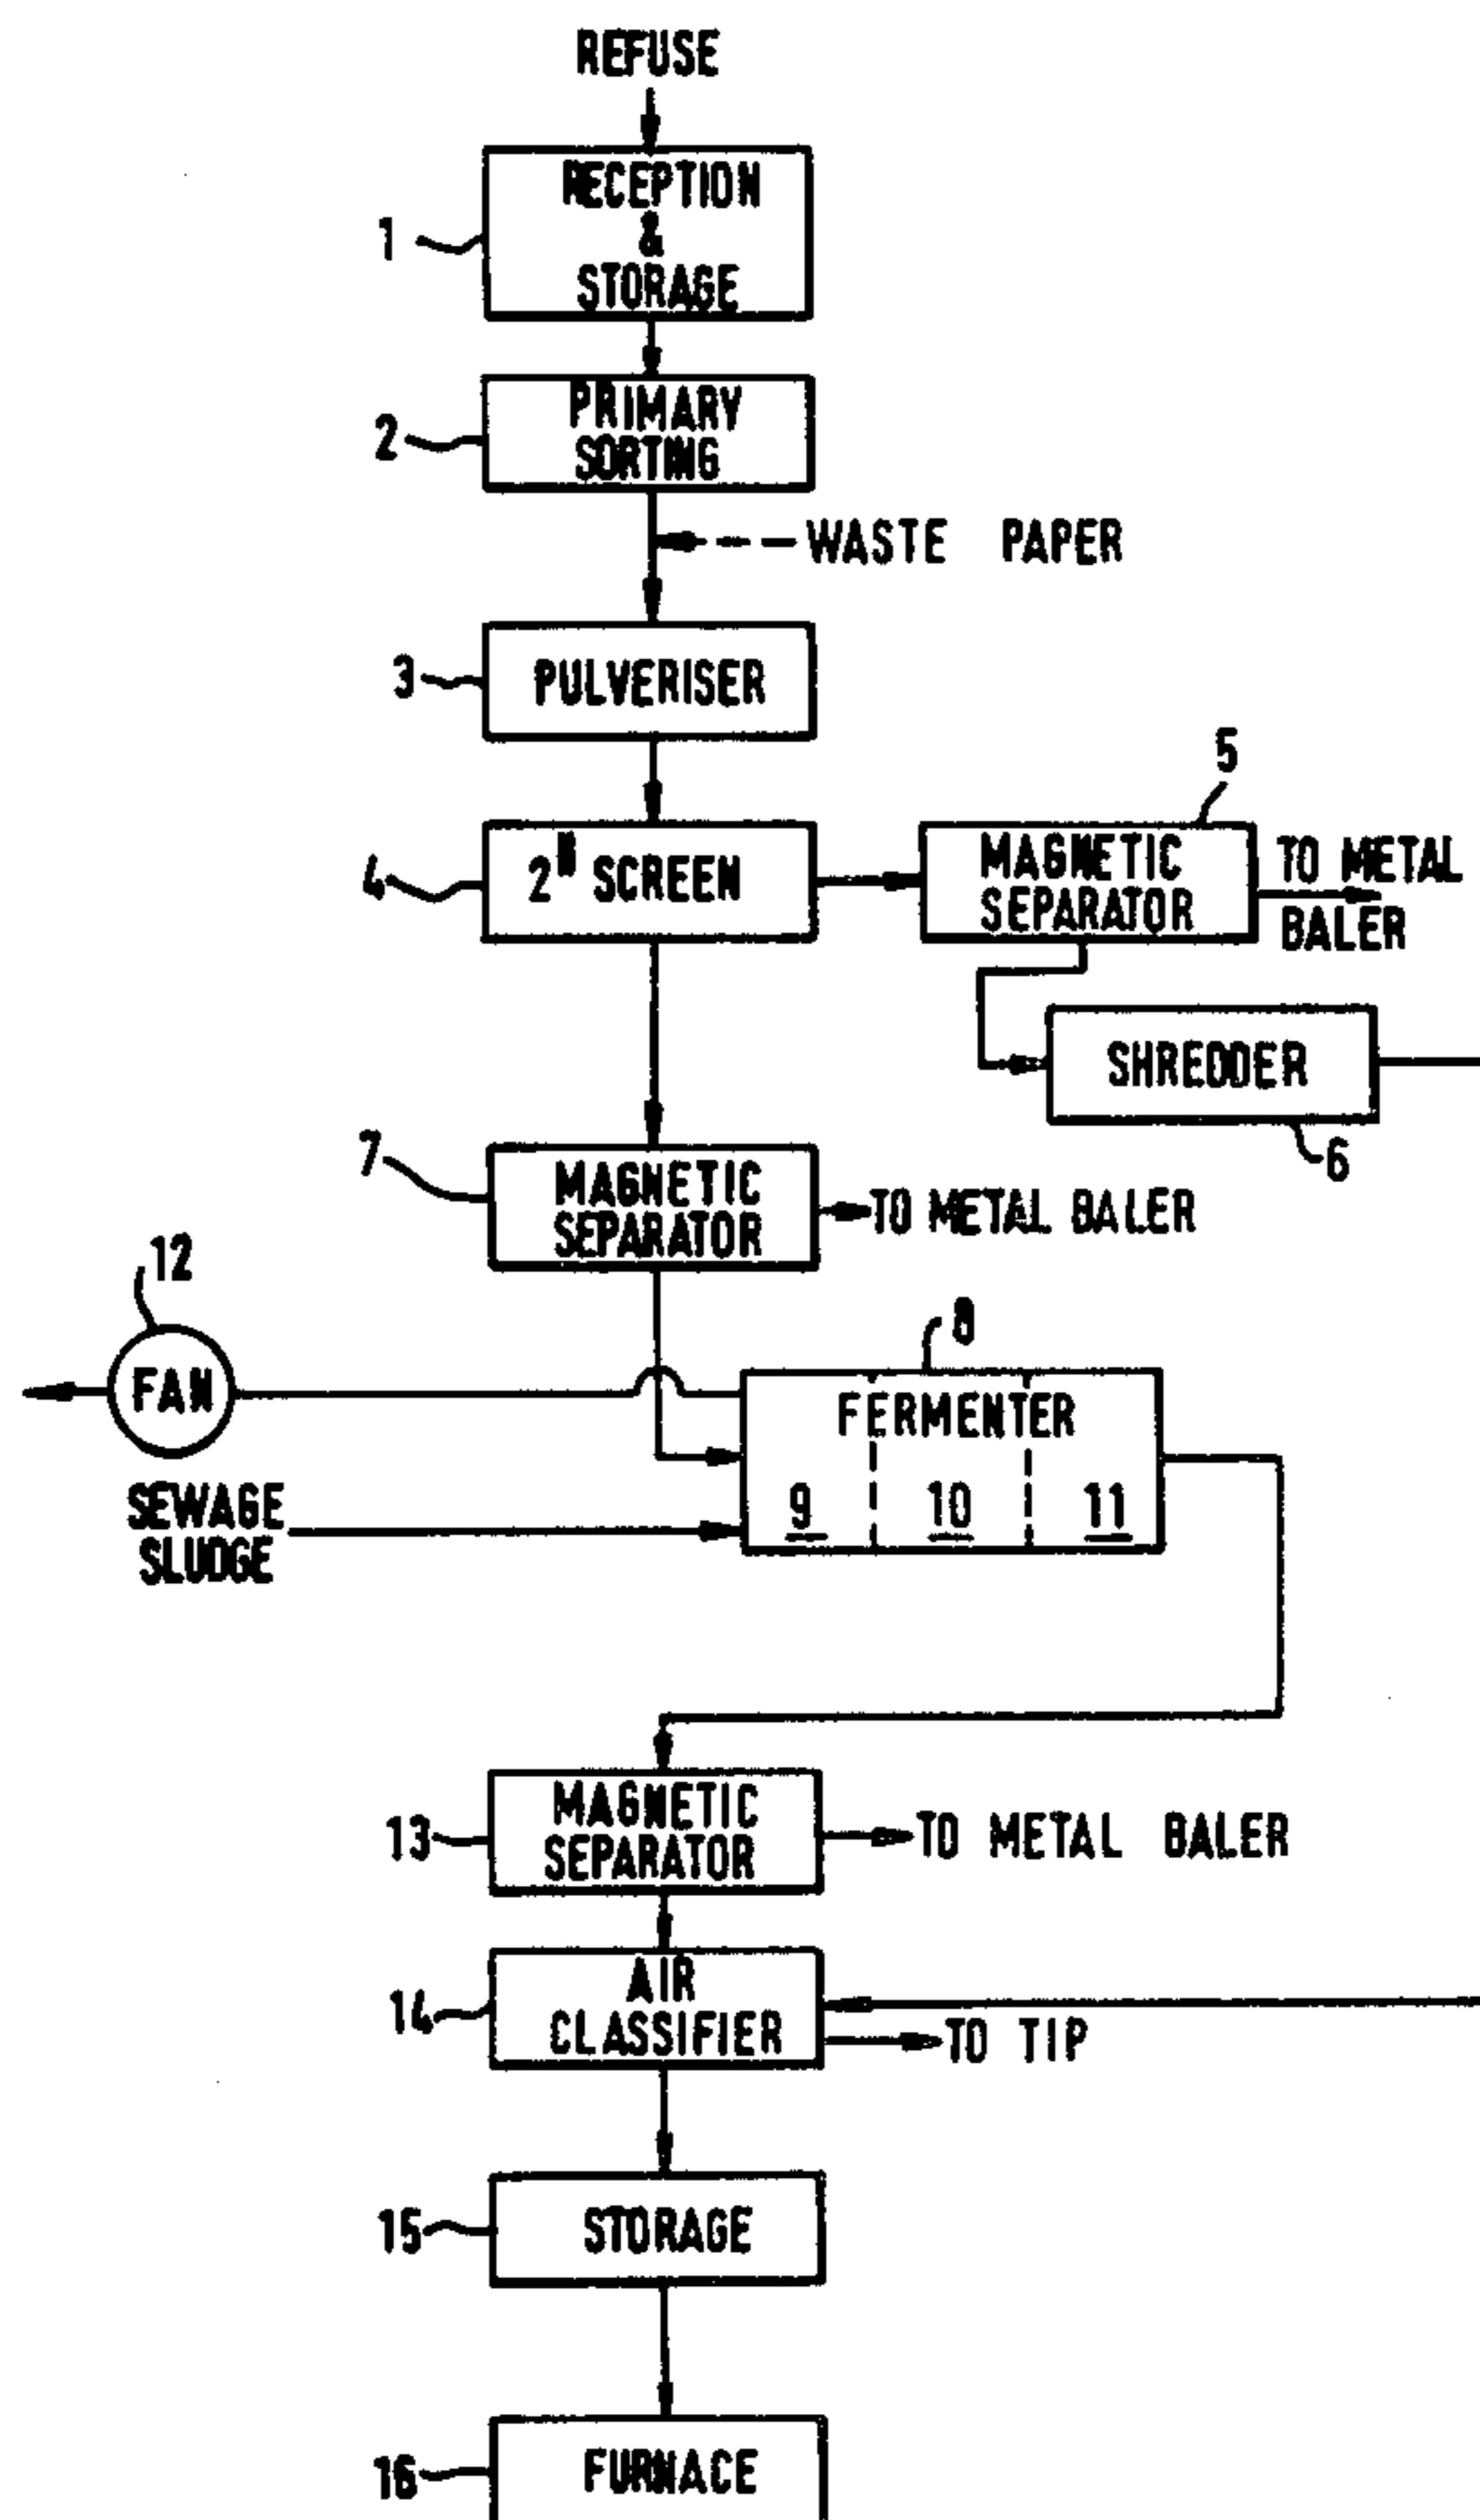 REFUSE
RECEPTION
&
STORAGE
1
PRIMARY
SORTING
2
WASTE PAPER
PULVERISER
3
5
2" SCREEN
4
MAGNETIC
SEPARATOR
TO METAL
BALER
SHREDDER
6
7
MAGNETIC
SEPARATOR
TO METAL BALER
12
FAN
8
FERMENTER
9 10 11
SEWAGE
SLUDGE
13
MAGNETIC
SEPARATOR
TO METAL BALER
14
AIR
CLASSIFIER
TO TIP
15
STORAGE
16
FURNACE